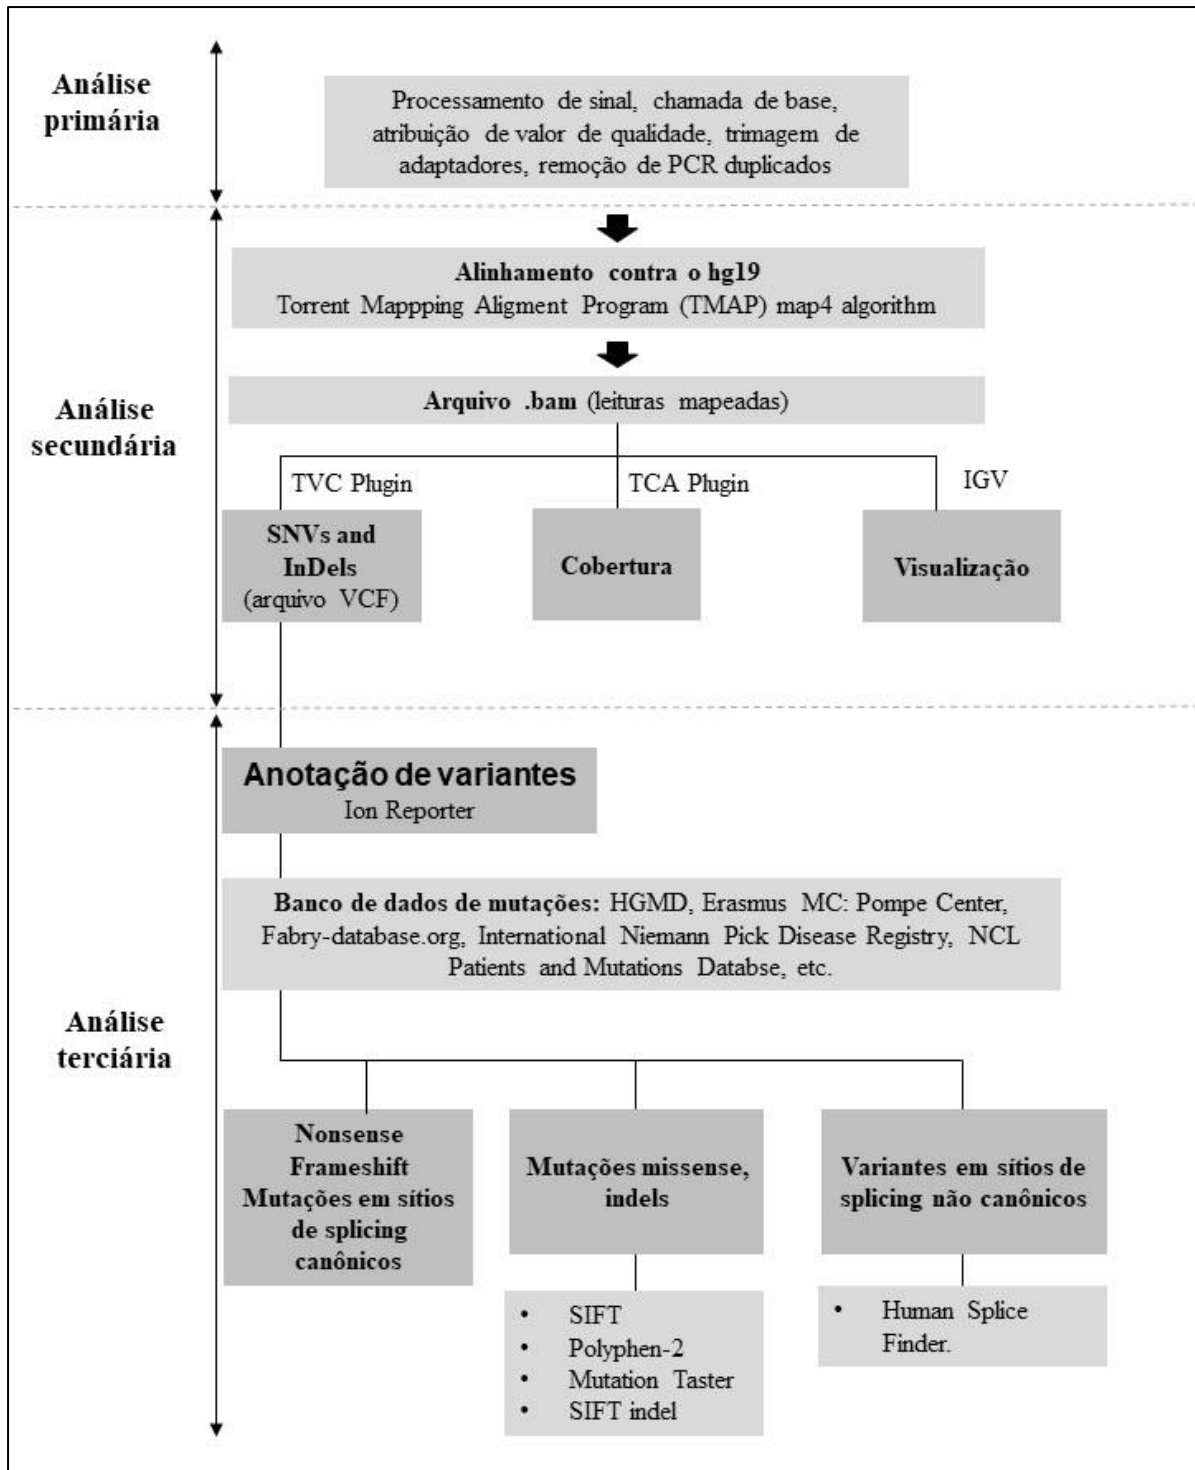 Análise
primária
Processamento de sinal, chamada de base,
atribuição de valor de qualidade, trimagem de
adaptadores, remoção de PCR duplicados
Análise
secundária
Alinhamento contra o hg19
Torrent Mappping Aligment Program (TMAP) map4 algorithm
Arquivo .bam (leituras mapeadas)
TVC Plugin
TCA Plugin
IGV
SNVs and
InDels
(arquivo VCF)
Cobertura
Visualização
Análise
terciária
Anotação de variantes
Ion Reporter
Banco de dados de mutações: HGMD, Erasmus MC: Pompe Center,
Fabry-database.org, International Niemann Pick Disease Registry, NCL
Patients and Mutations Databse, etc.
Nonsense
Frameshift
Mutações em sítios
de splicing
canônicos
Mutações missense,
indels
Variantes em sítios de
splicing não canônicos
• SIFT
• Polyphen-2
• Mutation Taster
• SIFT indel
• Human Splice
Finder.